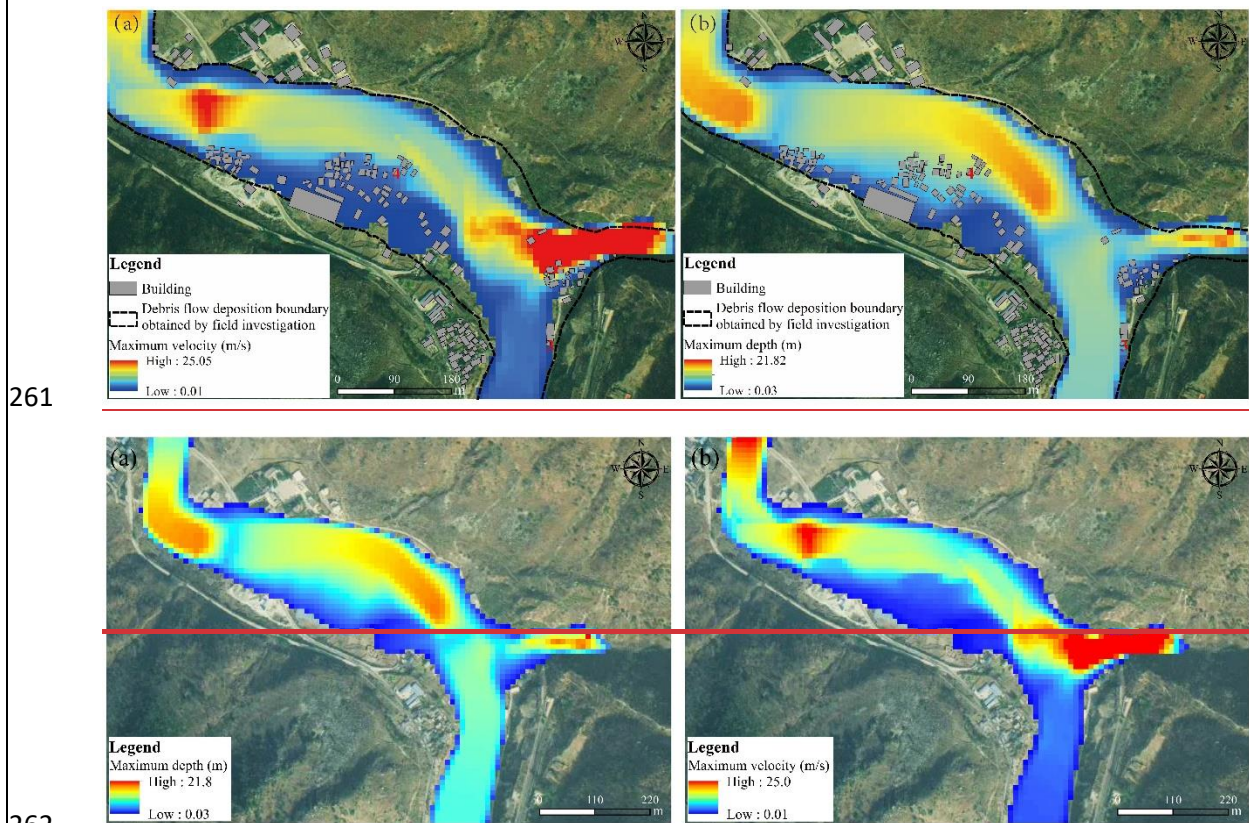 (a)
N
W
E
S
Legend
Building
Debris flow deposition boundary
obtained by field investigation
Maximum velocity (m/s)
High : 25.05
Low : 0.01
0 90 180
m
(b)
N
W
E
S
Legend
Building
Debris flow deposition boundary
obtained by field investigation
Maximum depth (m)
High : 21.82
Low : 0.03
0 90 180
m
261
(a)
N
W
E
S
Legend
Maximum depth (m)
High : 21.8
Low : 0.03
0 110 220
m
(b)
N
W
E
S
Legend
Maximum velocity (m/s)
High : 25.0
Low : 0.01
0 110 220
m
262